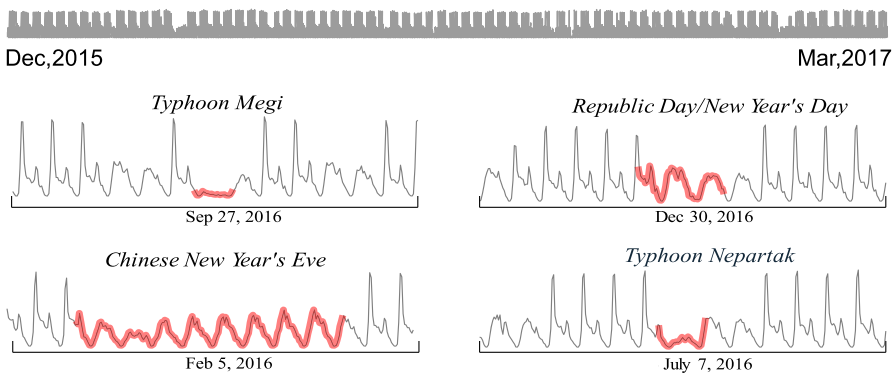 Dec,2015
Mar,2017
Typhoon Megi
Republic Day/New Year's Day
Sep 27, 2016
Dec 30, 2016
Chinese New Year's Eve
Typhoon Nepartak
Feb 5, 2016
July 7, 2016